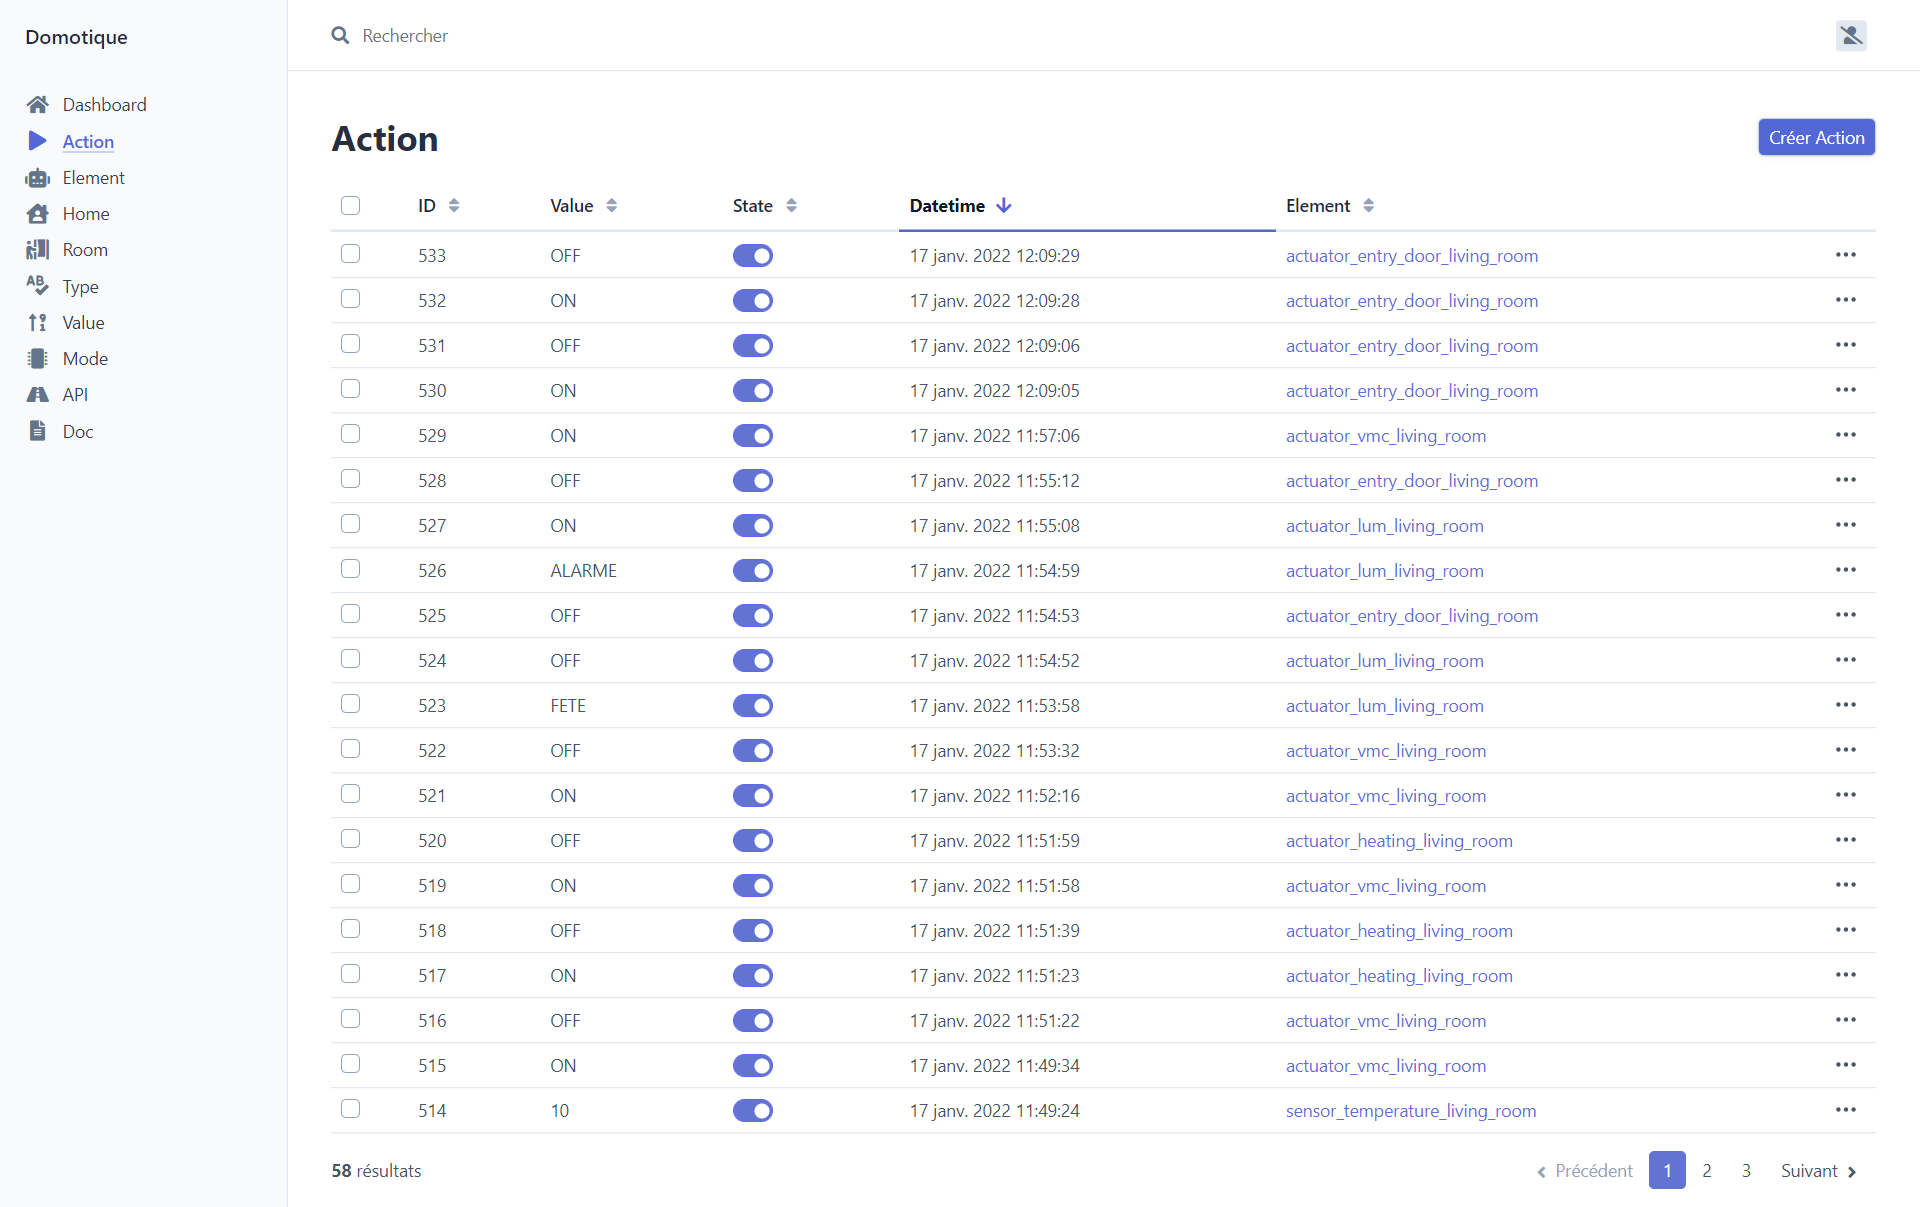 Domotique
Rechercher
Dashboard
Action
Element
Home
Room
Type
Value
Mode
API
Doc
Action
Créer Action
ID Value State Datetime Element
533 OFF 17 janv. 2022 12:09:29 actuator_entry_door_living_room
532 ON 17 janv. 2022 12:09:28 actuator_entry_door_living_room
531 OFF 17 janv. 2022 12:09:06 actuator_entry_door_living_room
530 ON 17 janv. 2022 12:09:05 actuator_entry_door_living_room
529 ON 17 janv. 2022 11:57:06 actuator_vmc_living_room
528 OFF 17 janv. 2022 11:55:12 actuator_entry_door_living_room
527 ON 17 janv. 2022 11:55:08 actuator_lum_living_room
526 ALARME 17 janv. 2022 11:54:59 actuator_lum_living_room
525 OFF 17 janv. 2022 11:54:53 actuator_entry_door_living_room
524 OFF 17 janv. 2022 11:54:52 actuator_lum_living_room
523 FETE 17 janv. 2022 11:53:58 actuator_lum_living_room
522 OFF 17 janv. 2022 11:53:32 actuator_vmc_living_room
521 ON 17 janv. 2022 11:52:16 actuator_vmc_living_room
520 OFF 17 janv. 2022 11:51:59 actuator_heating_living_room
519 ON 17 janv. 2022 11:51:58 actuator_vmc_living_room
518 OFF 17 janv. 2022 11:51:39 actuator_heating_living_room
517 ON 17 janv. 2022 11:51:23 actuator_heating_living_room
516 OFF 17 janv. 2022 11:51:22 actuator_vmc_living_room
515 ON 17 janv. 2022 11:49:34 actuator_vmc_living_room
514 10 17 janv. 2022 11:49:24 sensor_temperature_living_room
58 résultats
Précédent 1 2 3 Suivant